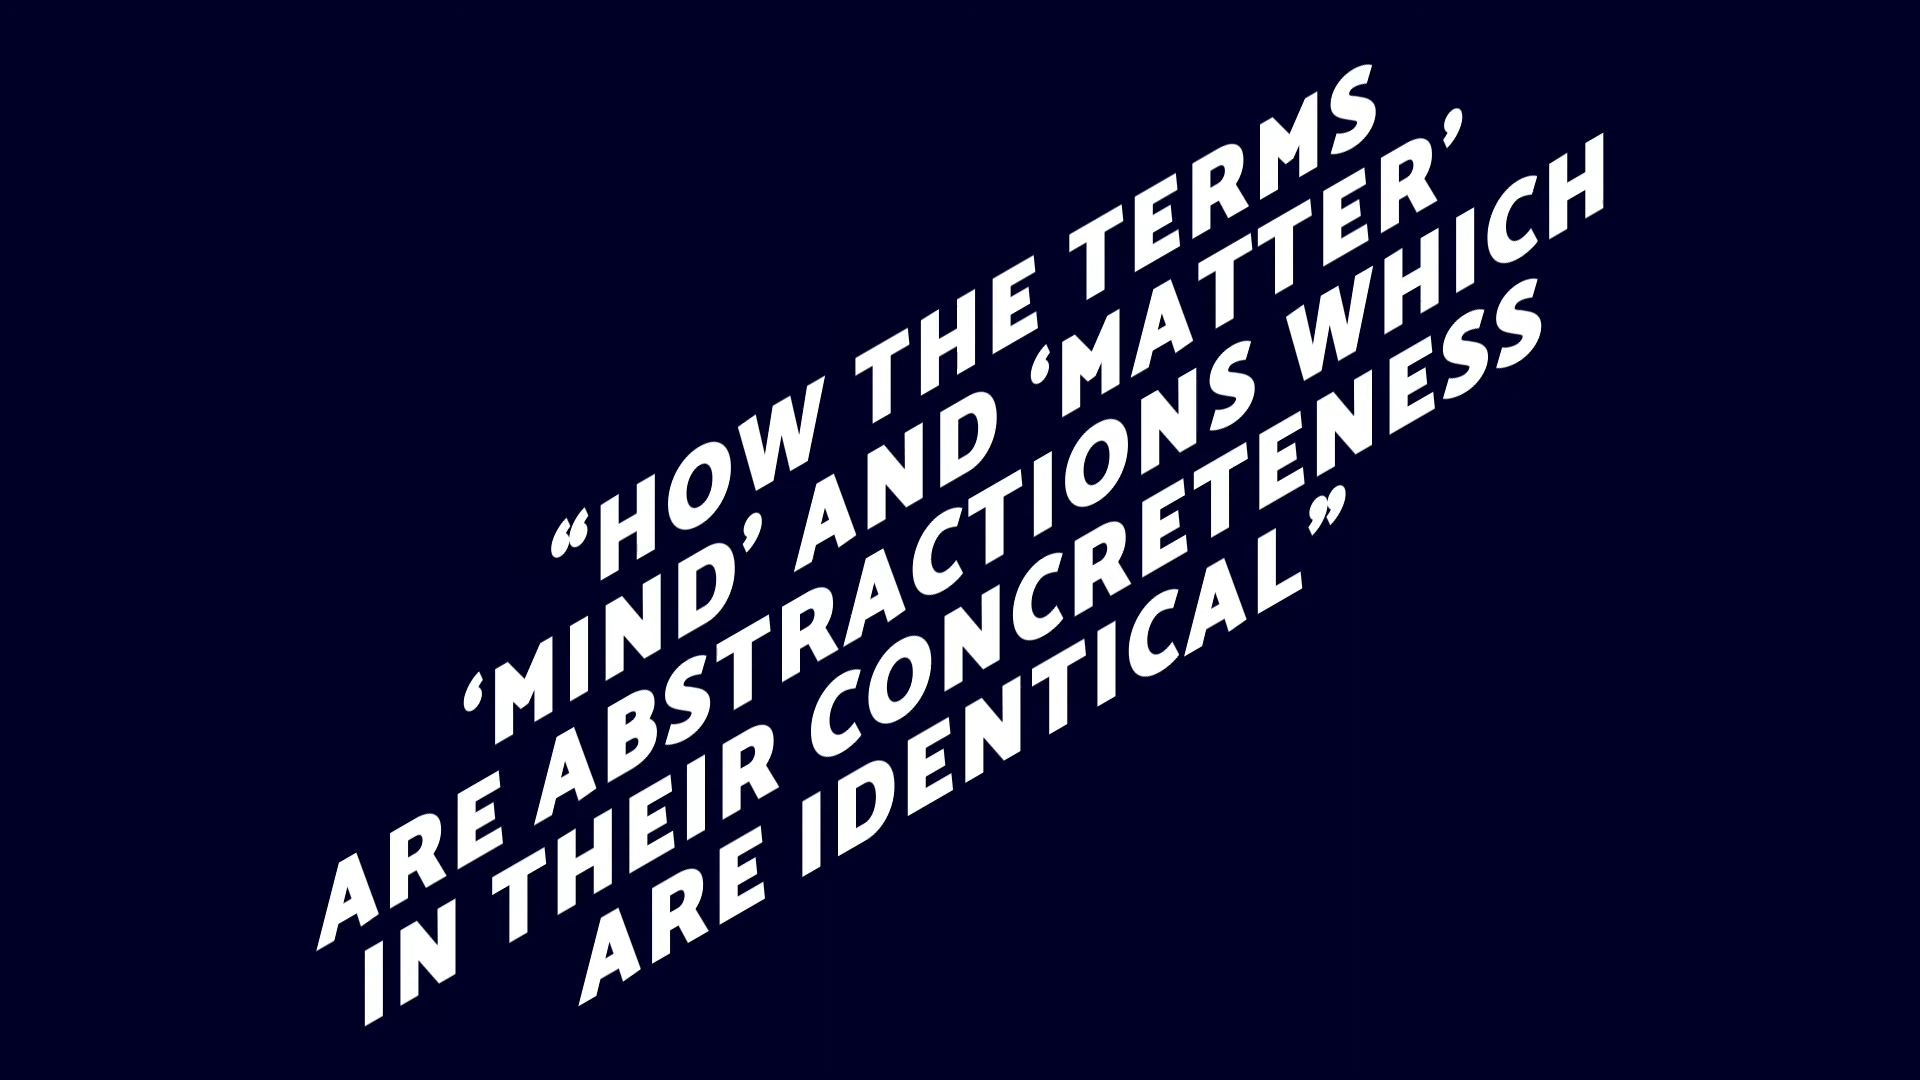 “HOW THE TERMS
‘MIND’ AND ‘MATTER’
ARE ABSTRACTIONS WHICH
IN THEIR CONCRETENESS
ARE IDENTICAL”